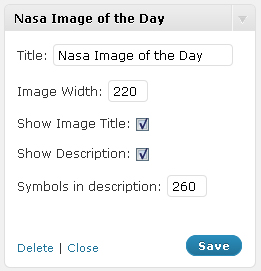 Nasa Image of the Day
Title: Nasa Image of the Day
Image Width: 220
Show Image Title:
Show Description:
Symbols in description: 260
Delete | Close Save